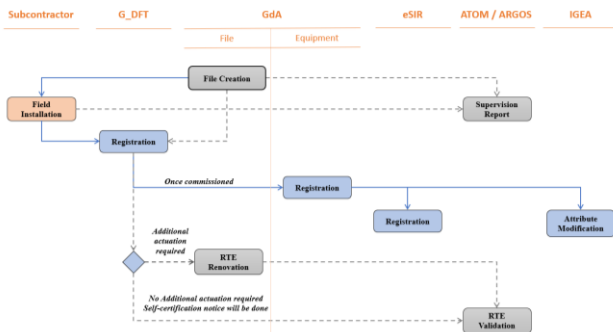 Subcontractor G_DFT GdA eSIR ATOM / ARGOS IGEA
File Equipment
File Creation
Field
Installation
Supervision
Report
Registration
Once commissioned
Registration
Registration
Attribute
Modification
Additional
actuation
required
RTE
Renovation
No Additional actuation required
Self-certification notice will be done
RTE
Validation